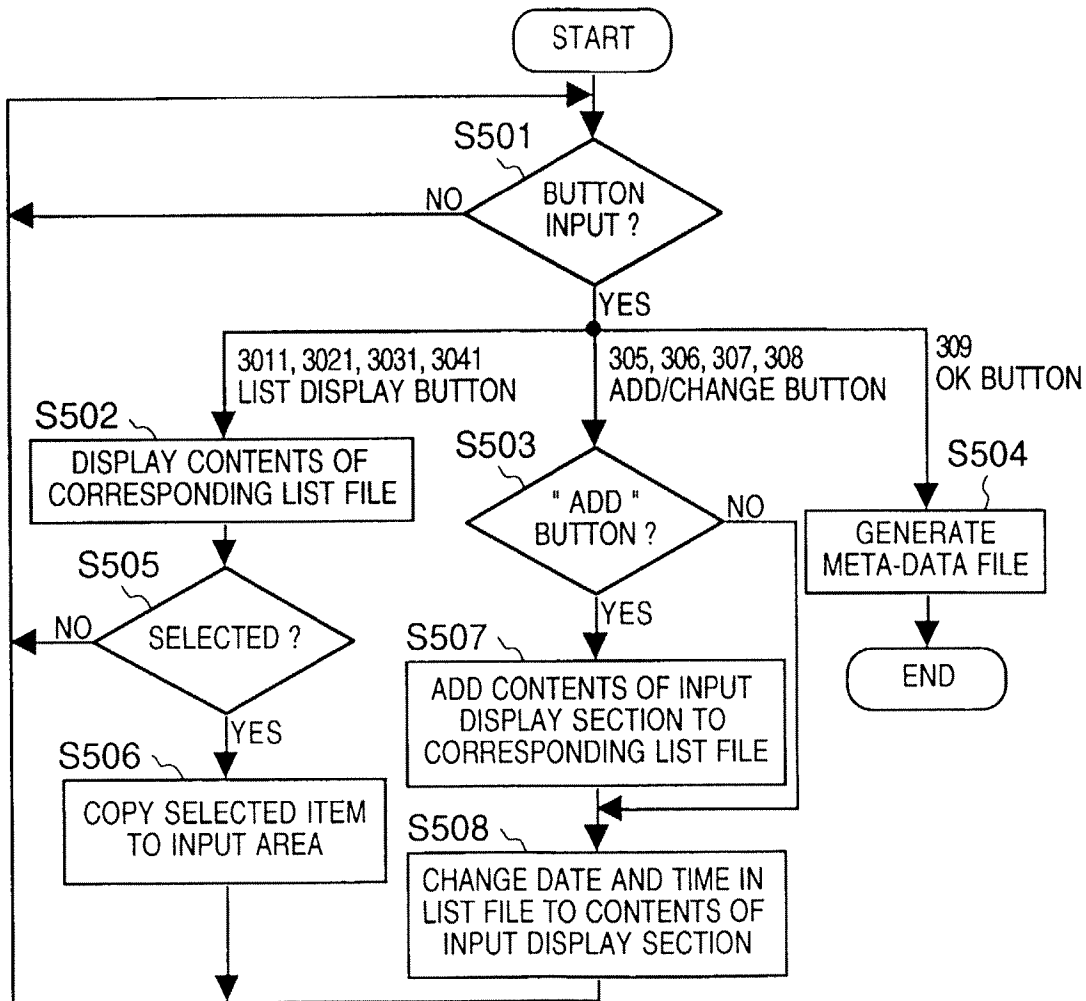 START
S501
NO
BUTTON
INPUT ?
YES
3011, 3021, 3031, 3041
LIST DISPLAY BUTTON
305, 306, 307, 308
ADD/CHANGE BUTTON
309
OK BUTTON
S502
DISPLAY CONTENTS OF
CORRESPONDING LIST FILE
S503
" ADD "
BUTTON ?
NO
YES
S504
GENERATE
META-DATA FILE
END
S505
NO
SELECTED ?
YES
S507
ADD CONTENTS OF INPUT
DISPLAY SECTION TO
CORRESPONDING LIST FILE
S506
COPY SELECTED ITEM
TO INPUT AREA
S508
CHANGE DATE AND TIME IN
LIST FILE TO CONTENTS OF
INPUT DISPLAY SECTION